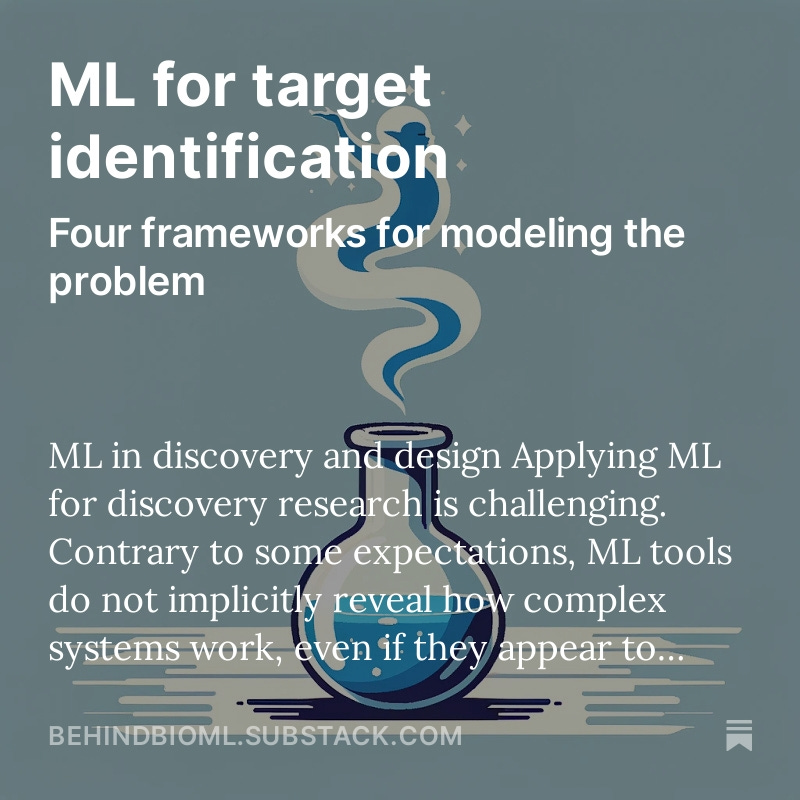 ML for target
identification
Four frameworks for modeling the
problem
ML in discovery and design Applying ML
for discovery research is challenging.
Contrary to some expectations, ML tools
do not implicitly reveal how complex
systems work, even if they appear to...
BEHINDBIOML.SUBSTACK.COM